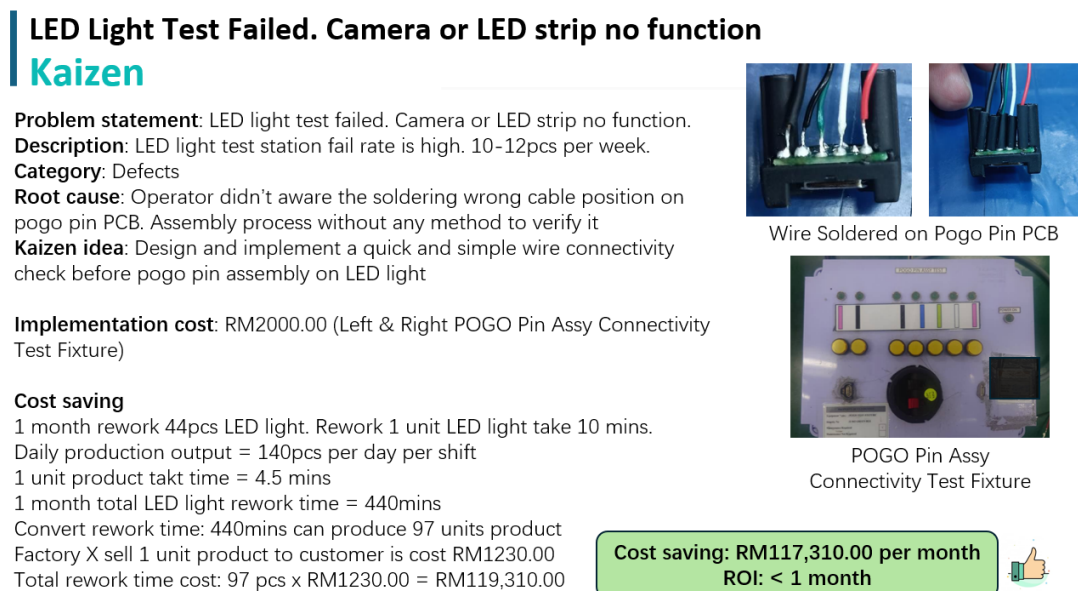 LED Light Test Failed. Camera or LED strip no function
Kaizen
Problem statement: LED light test failed. Camera or LED strip no function.
Description: LED light test station fail rate is high. 10-12pcs per week.
Category: Defects
Root cause: Operator didn’t aware the soldering wrong cable position on
pogo pin PCB. Assembly process without any method to verify it
Kaizen idea: Design and implement a quick and simple wire connectivity
check before pogo pin assembly on LED light
Implementation cost: RM2000.00 (Left & Right POGO Pin Assy Connectivity
Test Fixture)
Cost saving
1 month rework 44pcs LED light. Rework 1 unit LED light take 10 mins.
Daily production output = 140pcs per day per shift
1 unit product takt time = 4.5 mins
1 month total LED light rework time = 440mins
Convert rework time: 440mins can produce 97 units product
Factory X sell 1 unit product to customer is cost RM1230.00
Total rework time cost: 97 pcs x RM1230.00 = RM119,310.00
Wire Soldered on Pogo Pin PCB
POGO Pin Assy
Connectivity Test Fixture
Cost saving: RM117,310.00 per month
ROI: < 1 month